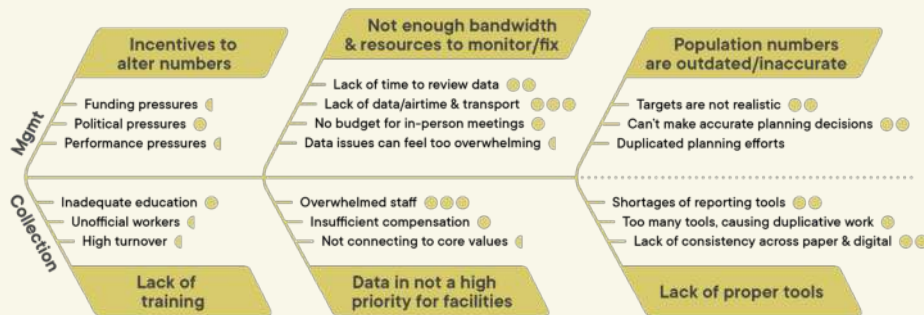 Incentives to
alter numbers
Funding pressures
Political pressures
Performance pressures
Not enough bandwidth
& resources to monitor/fix
Lack of time to review data
Lack of data/airtime & transport
No budget for in-person meetings
Data issues can feel too overwhelming
Population numbers
are outdated/inaccurate
Targets are not realistic
Can't make accurate planning decisions
Duplicated planning efforts
Mgmt
Collection
Inadequate education
Unofficial workers
High turnover
Lack of
training
Overwhelmed staff
Insufficient compensation
Not connecting to core values
Data in not a high
priority for facilities
Shortages of reporting tools
Too many tools, causing duplicative work
Lack of consistency across paper & digital
Lack of proper tools